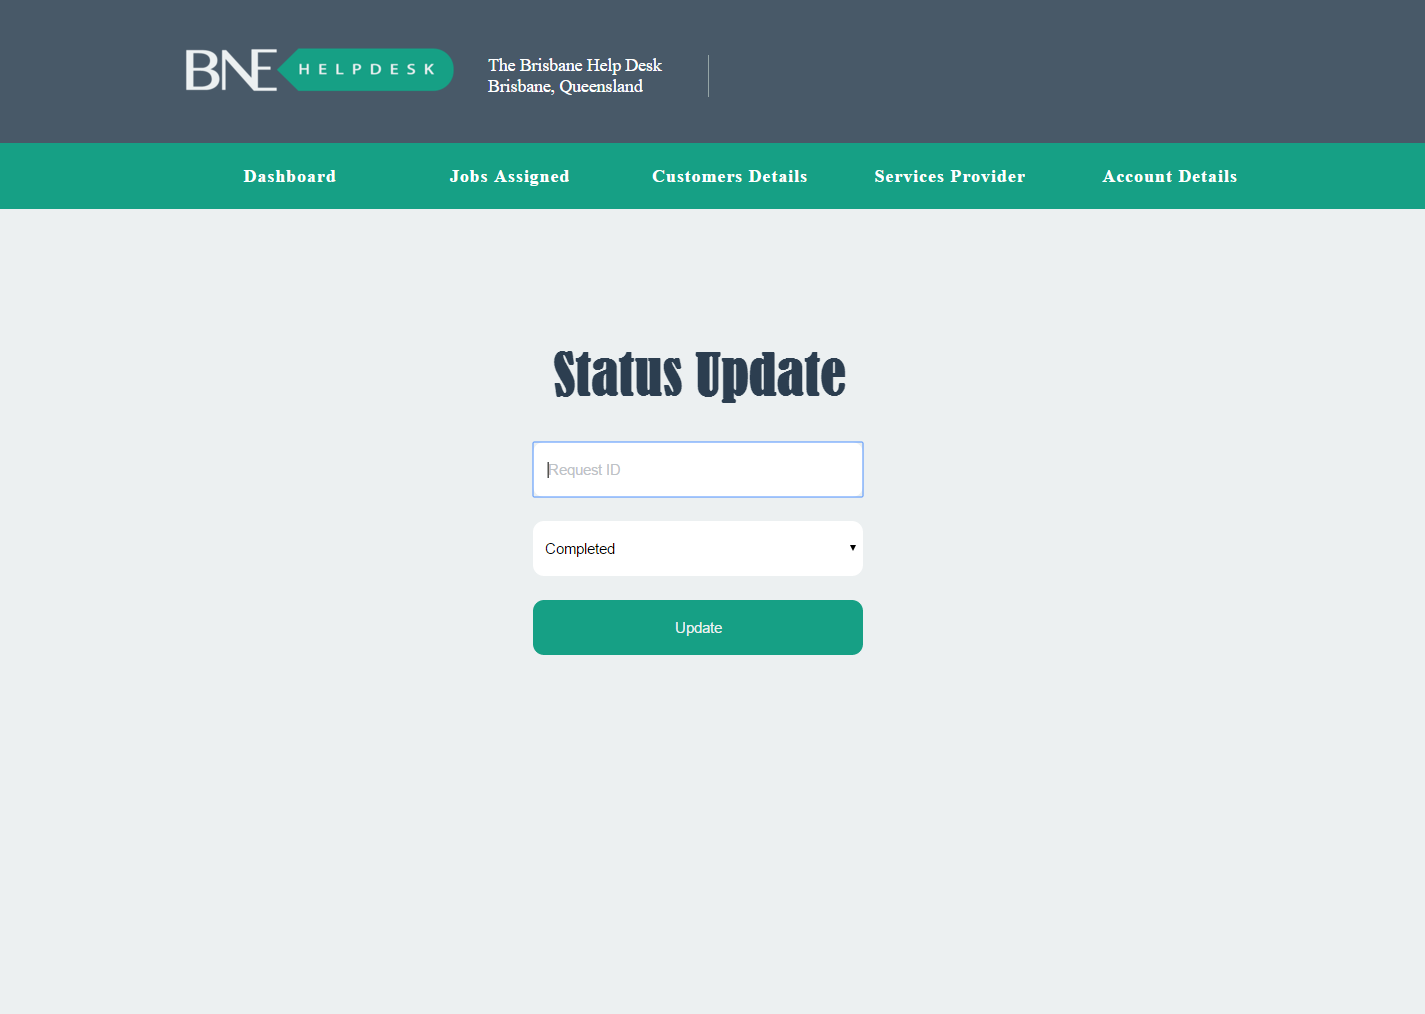 BNE HELPDESK
The Brisbane Help Desk
Brisbane, Queensland
Dashboard
Jobs Assigned
Customers Details
Services Provider
Account Details
Status Update
Request ID
Completed
Update